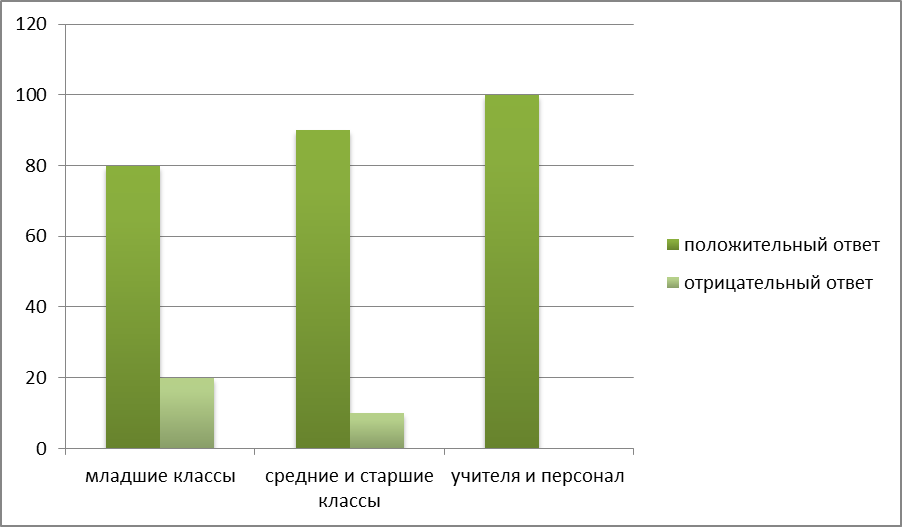 120
100
80
60
40
20
0
младшие классы
средние и старшие
классы
учителя и персонал
положительный ответ
отрицательный ответ